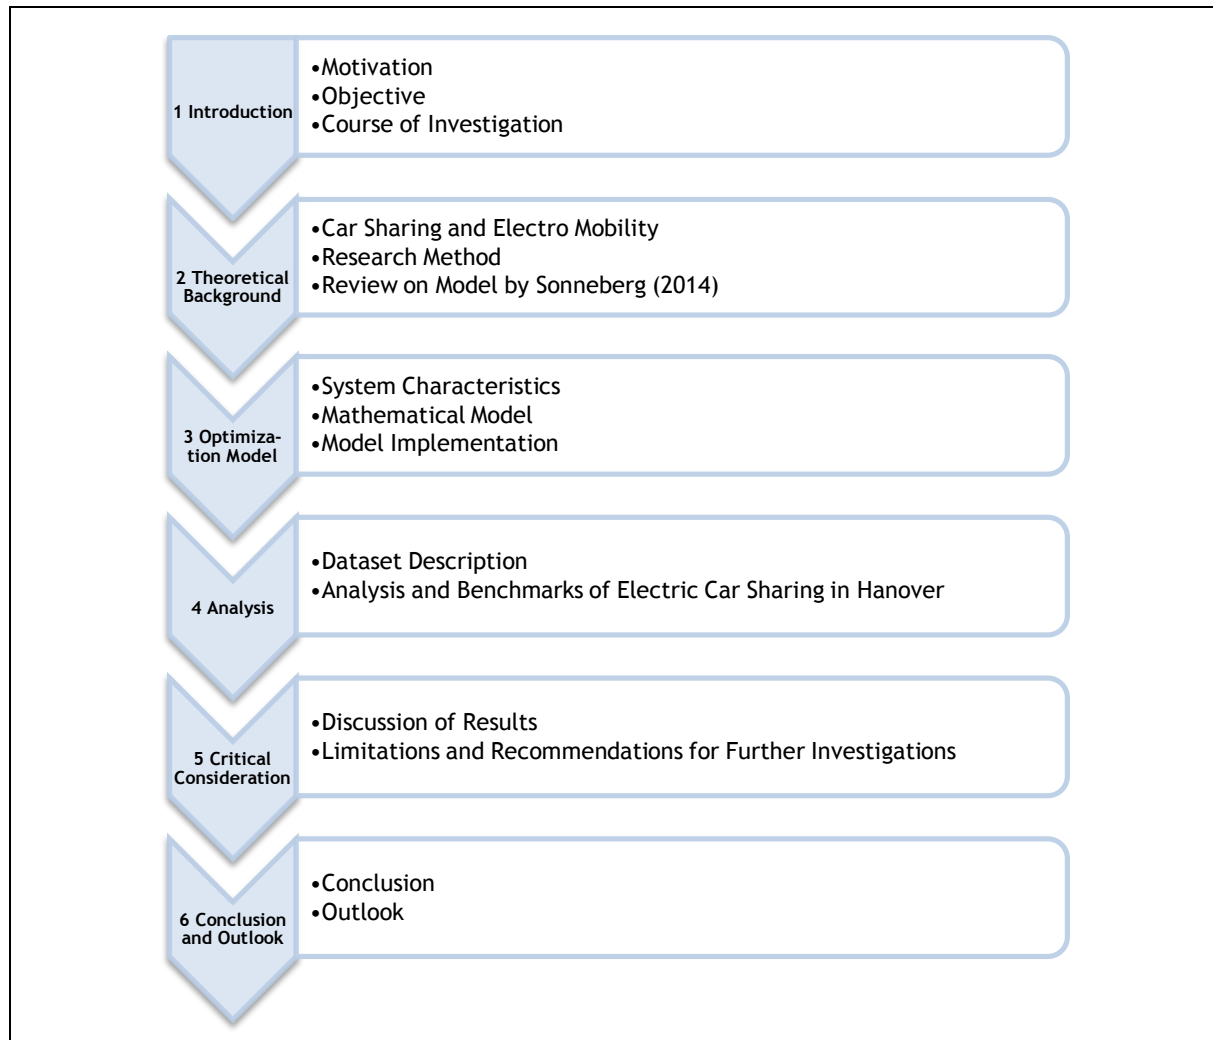 1 Introduction
•Motivation
•Objective
•Course of Investigation
2 Theoretical
Background
•Car Sharing and Electro Mobility
•Research Method
•Review on Model by Sonneberg (2014)
3 Optimiza-
tion Model
•System Characteristics
•Mathematical Model
•Model Implementation
4 Analysis
•Dataset Description
•Analysis and Benchmarks of Electric Car Sharing in Hanover
5 Critical
Consideration
•Discussion of Results
•Limitations and Recommendations for Further Investigations
6 Conclusion
and Outlook
•Conclusion
•Outlook